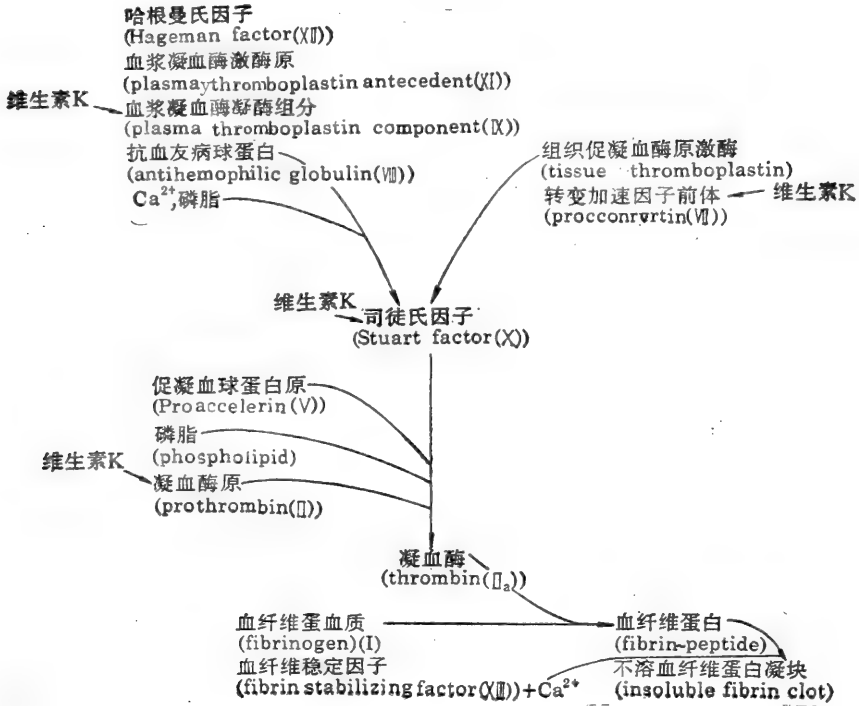 哈根曼氏因子
(Hageman factor(Ⅻ))
血浆凝血酶激酶原
(plasmaythromboplastin antecedent(Ⅺ))
维生素K
血浆凝血酶凝酶组分
(plasma thromboplastin component(Ⅸ))
抗血友病球蛋白
(antihemophilic globulin(Ⅷ))
Ca²⁺,磷脂
组织促凝血酶原激酶
(tissue thromboplastin)
转变加速因子前体
维生素K
(procconrvrtin(Ⅶ))
维生素K
司徒氏因子
(Stuart factor(X))
促凝血球蛋白原
(Proaccelerin(V))
磷脂
(phospholipid)
维生素K
凝血酶原
(prothrombin(Ⅱ))
凝血酶
(thrombin(Ⅱₐ))
血纤维蛋血质
(fibrinogen)(I)
血纤维蛋白
(fibrin-peptide)
血纤维稳定因子
(fibrin stabilizing factor(ⅩⅢ))+Ca²⁺
不溶血纤维蛋白凝块
(insoluble fibrin clot)